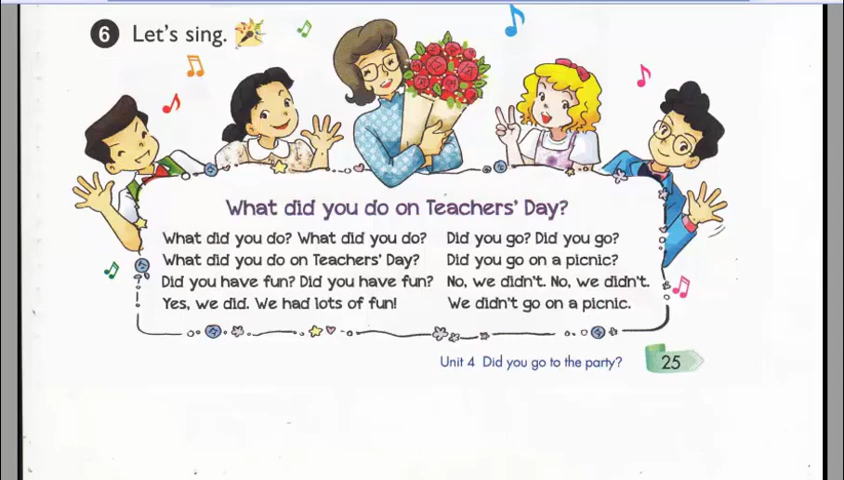 6 Let's sing.
What did you do on Teachers' Day?
What did you do? What did you do?
What did you do on Teachers' Day?
Did you have fun? Did you have fun?
Yes, we did. We had lots of fun!
Did you go? Did you go?
Did you go on a picnic?
No, we didn't. No, we didn't.
We didn't go on a picnic.
Unit 4 Did you go to the party? 25